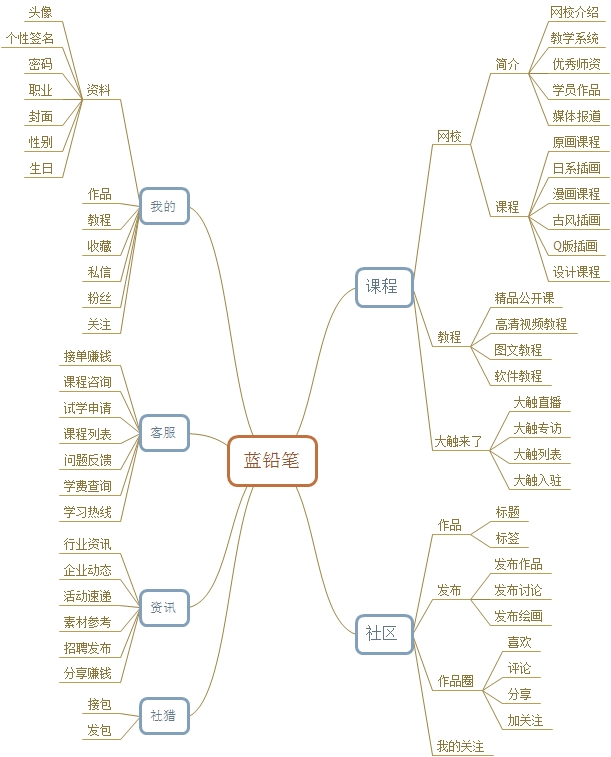 蓝铅笔
我的
资料
头像
个性签名
密码
职业
封面
性别
生日
作品
教程
收藏
私信
粉丝
关注
客服
接单赚钱
课程咨询
试学申请
课程列表
问题反馈
学费查询
学习热线
资讯
行业资讯
企业动态
活动速递
素材参考
招聘发布
分享赚钱
社猎
接包
发包
课程
网校
简介
网校介绍
教学系统
优秀师资
学员作品
媒体报道
课程
原画课程
日系插画
漫画课程
古风插画
Q版插画
设计课程
教程
精品公开课
高清视频教程
图文教程
软件教程
大触来了
大触直播
大触专访
大触列表
大触入驻
社区
作品
标题
标签
发布
发布作品
发布讨论
发布绘画
作品圈
喜欢
评论
分享
加关注
我的关注